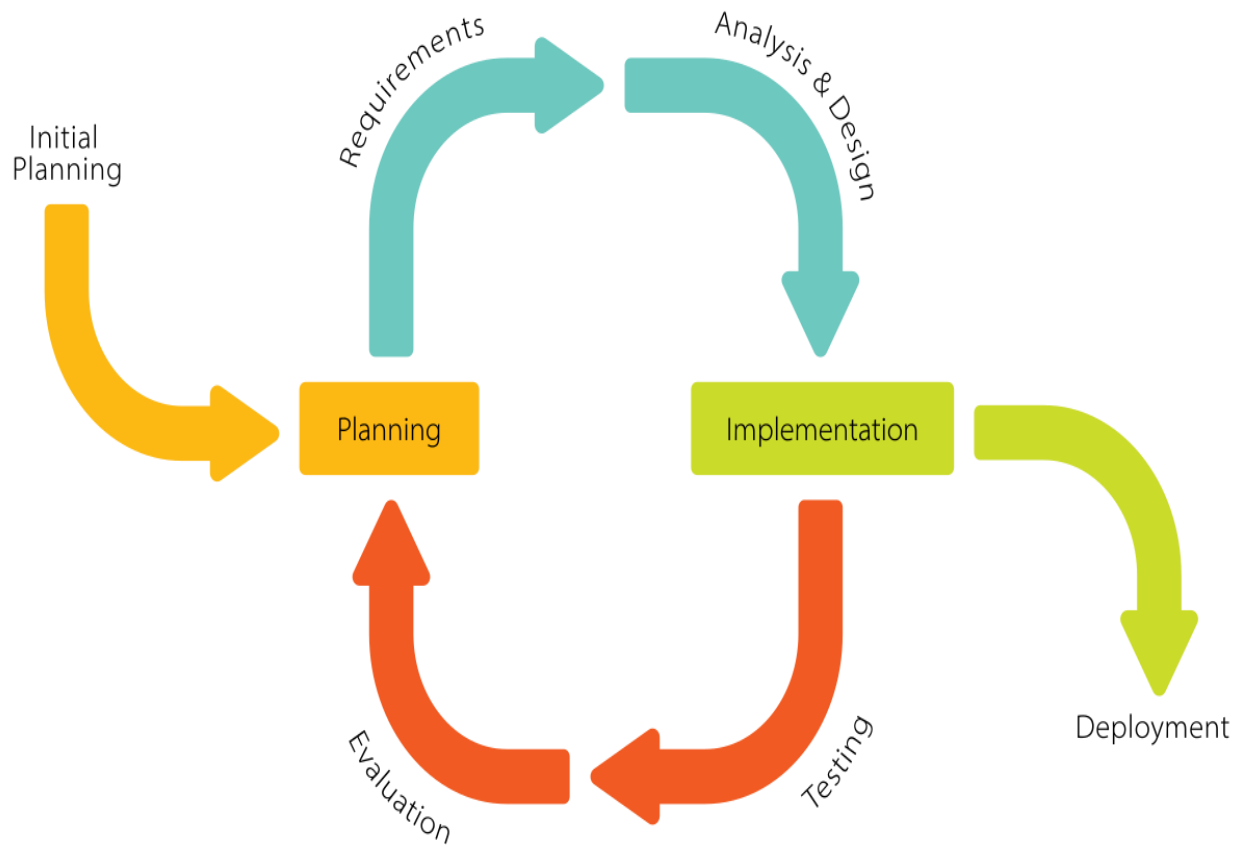 Initial
Planning
Requirements
Analysis & Design
Planning
Implementation
Evaluation
Testing
Deployment